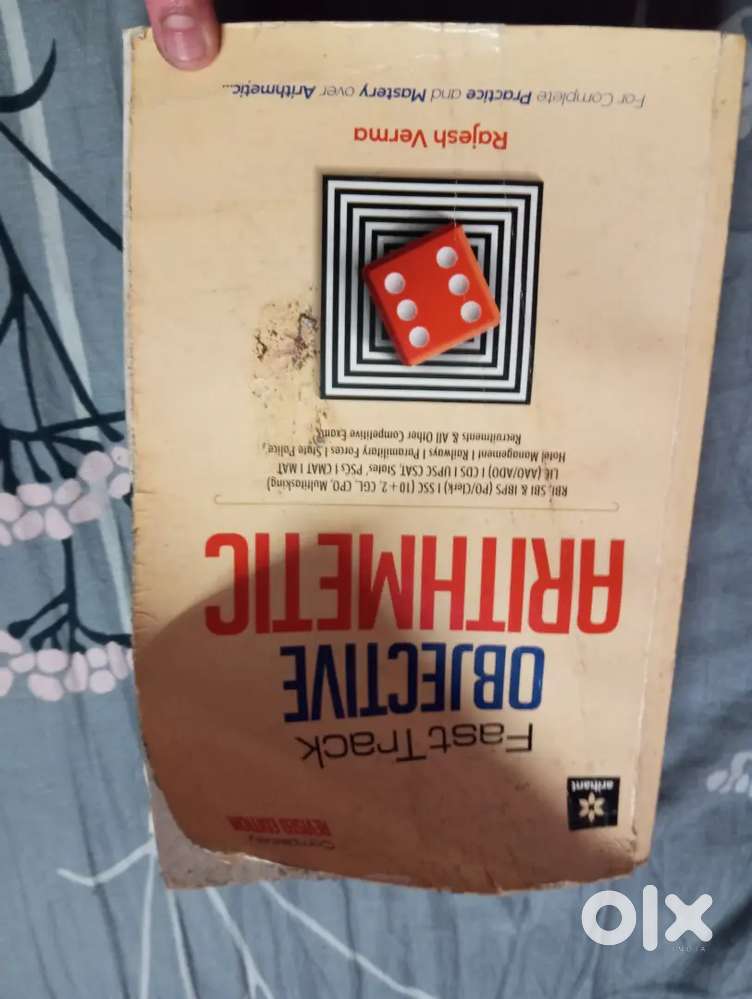 Completely
REVISED EDITION
arihant
Fast Track
OBJECTIVE
ARITHMETIC
RBI, SBI & IBPS (PO/Clerk) | SSC (10+2, CGL, CPO, Multitasking)
LIC (AAO/ADO) | CDS | UPSC CSAT, States' PSCs | CMAT | MAT
Hotel Management | Railways | Paramilitary Forces | State Police,
Recruitments & All Other Competitive Exams
Rajesh Verma
For Complete Practice and Mastery over Arithmetic...
olx
INDIA